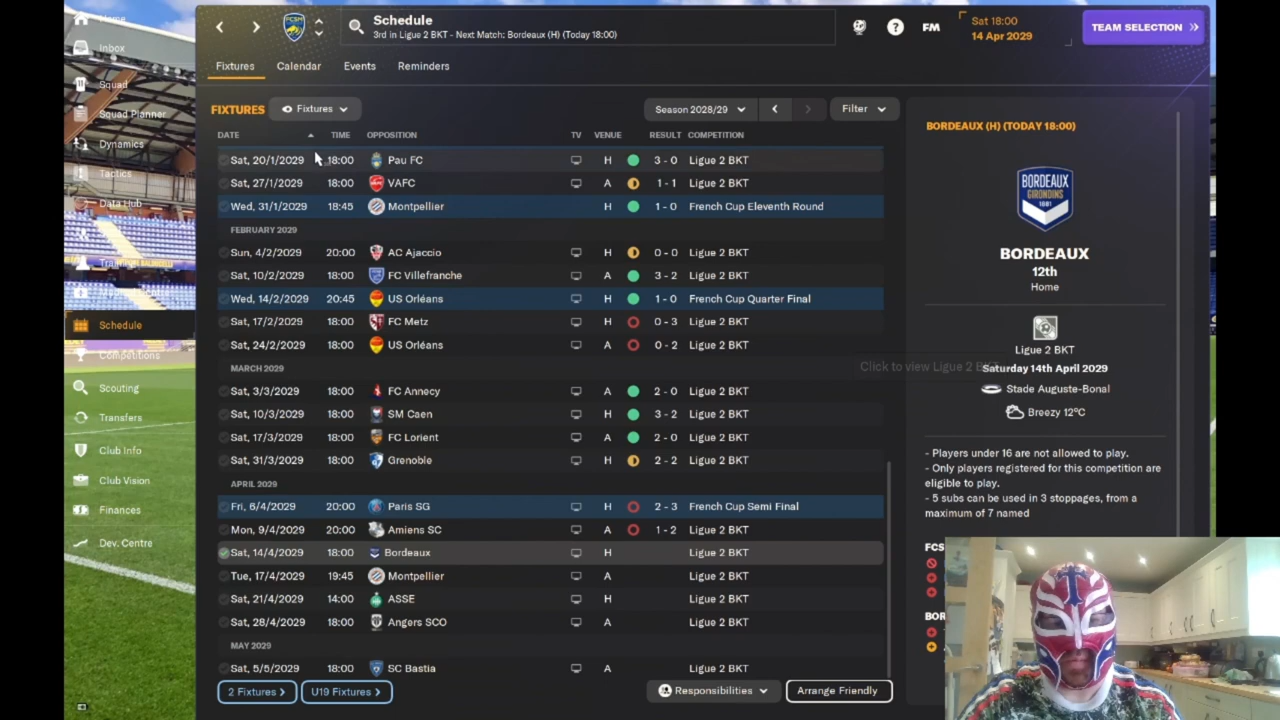 Home
FCSM
Schedule
3rd in Ligue 2 BKT - Next Match: Bordeaux (H) (Today 18:00)
?
FM
Sat 18:00
14 Apr 2029
TEAM SELECTION
Inbox
Squad
Squad Planner
Dynamics
Tactics
Data Hub
Schedule
Competitions
Scouting
Transfers
Club Info
Club Vision
Finances
Dev. Centre
Fixtures Calendar Events Reminders
FIXTURES Fixtures Season 2028/29 Filter
DATE TIME OPPOSITION TV VENUE RESULT COMPETITION
Sat, 20/1/2029 18:00 Pau FC H 3 - 0 Ligue 2 BKT
Sat, 27/1/2029 18:00 VAFC A 1 - 1 Ligue 2 BKT
Wed, 31/1/2029 18:45 Montpellier H 1 - 0 French Cup Eleventh Round
FEBRUARY 2029
Sun, 4/2/2029 20:00 AC Ajaccio H 0 - 0 Ligue 2 BKT
Sat, 10/2/2029 18:00 FC Villefranche A 3 - 2 Ligue 2 BKT
Wed, 14/2/2029 20:45 US Orléans H 1 - 0 French Cup Quarter Final
Sat, 17/2/2029 18:00 FC Metz H 0 - 3 Ligue 2 BKT
Sat, 24/2/2029 18:00 US Orléans A 0 - 2 Ligue 2 BKT
MARCH 2029
Sat, 3/3/2029 18:00 FC Annecy A 2 - 0 Ligue 2 BKT
Sat, 10/3/2029 18:00 SM Caen H 3 - 2 Ligue 2 BKT
Sat, 17/3/2029 18:00 FC Lorient A 2 - 0 Ligue 2 BKT
Sat, 31/3/2029 18:00 Grenoble H 2 - 2 Ligue 2 BKT
APRIL 2029
Fri, 6/4/2029 20:00 Paris SG H 2 - 3 French Cup Semi Final
Mon, 9/4/2029 20:00 Amiens SC A 1 - 2 Ligue 2 BKT
Sat, 14/4/2029 18:00 Bordeaux H Ligue 2 BKT
Tue, 17/4/2029 19:45 Montpellier A Ligue 2 BKT
Sat, 21/4/2029 14:00 ASSE H Ligue 2 BKT
Sat, 28/4/2029 18:00 Angers SCO A Ligue 2 BKT
MAY 2029
Sat, 5/5/2029 18:00 SC Bastia A Ligue 2 BKT
2 Fixtures > U19 Fixtures > Responsibilities Arrange Friendly
Click to view Ligue 2 BKT
BORDEAUX (H) (TODAY 18:00)
BORDEAUX
GIRONDINS
1881
BORDEAUX
12th
Home
Ligue 2 BKT
Saturday 14th April 2029
Stade Auguste-Bonal
Breezy 12°C
- Players under 16 are not allowed to play.
- Only players registered for this competition are
eligible to play.
- 5 subs can be used in 3 stoppages, from a
maximum of 7 named
FCS
BOR